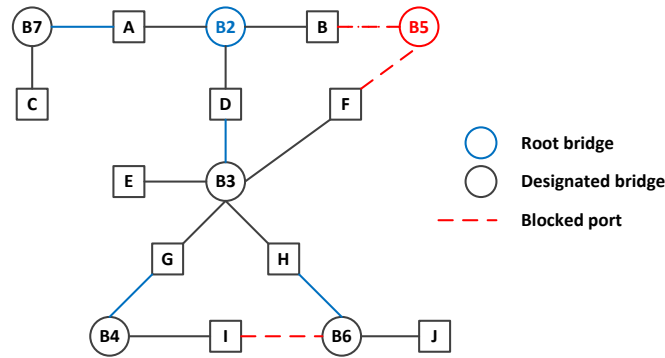 B7 A B2 B B5
C D F
Root bridge
E B3 Designated bridge
Blocked port
G H
B4 I B6 J